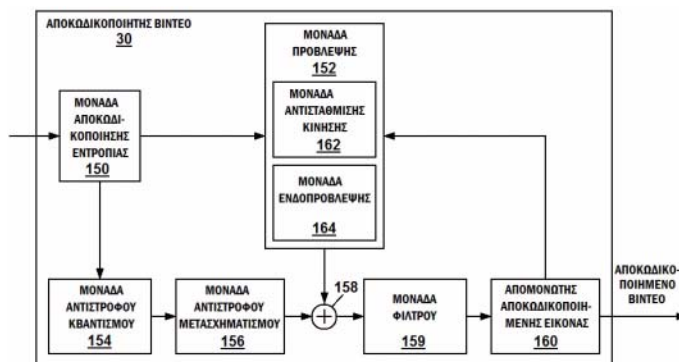 ΑΠΟΚΩΔΙΚΟΠΟΙΗΤΗΣ ΒΙΝΤΕΟ
30
ΜΟΝΑΔΑ
ΠΡΟΒΛΕΨΗΣ
152
ΜΟΝΑΔΑ
ΑΝΤΙΣΤΑΘΜΙΣΗΣ
ΚΙΝΗΣΗΣ
162
ΜΟΝΑΔΑ
ΕΝΔΟΠΡΟΒΛΕΨΗΣ
164
ΜΟΝΑΔΑ
ΑΠΟΚΩΔΙ-
ΚΟΠΟΙΗΣΗΣ
ΕΝΤΡΟΠΙΑΣ
150
ΜΟΝΑΔΑ
ΑΝΤΙΣΤΡΟΦΟΥ
ΚΒΑΝΤΙΣΜΟΥ
154
ΜΟΝΑΔΑ
ΑΝΤΙΣΤΡΟΦΟΥ
ΜΕΤΑΣΧΗΜΑΤΙΣΜΟΥ
156
158
+
ΜΟΝΑΔΑ
ΦΙΛΤΡΟΥ
159
ΑΠΟΜΟΝΩΤΗΣ
ΑΠΟΚΩΔΙΚΟΠΟΙΗ-
ΜΕΝΗΣ ΕΙΚΟΝΑΣ
160
ΑΠΟΚΩΔΙΚΟ-
ΠΟΙΗΜΕΝΟ
ΒΙΝΤΕΟ